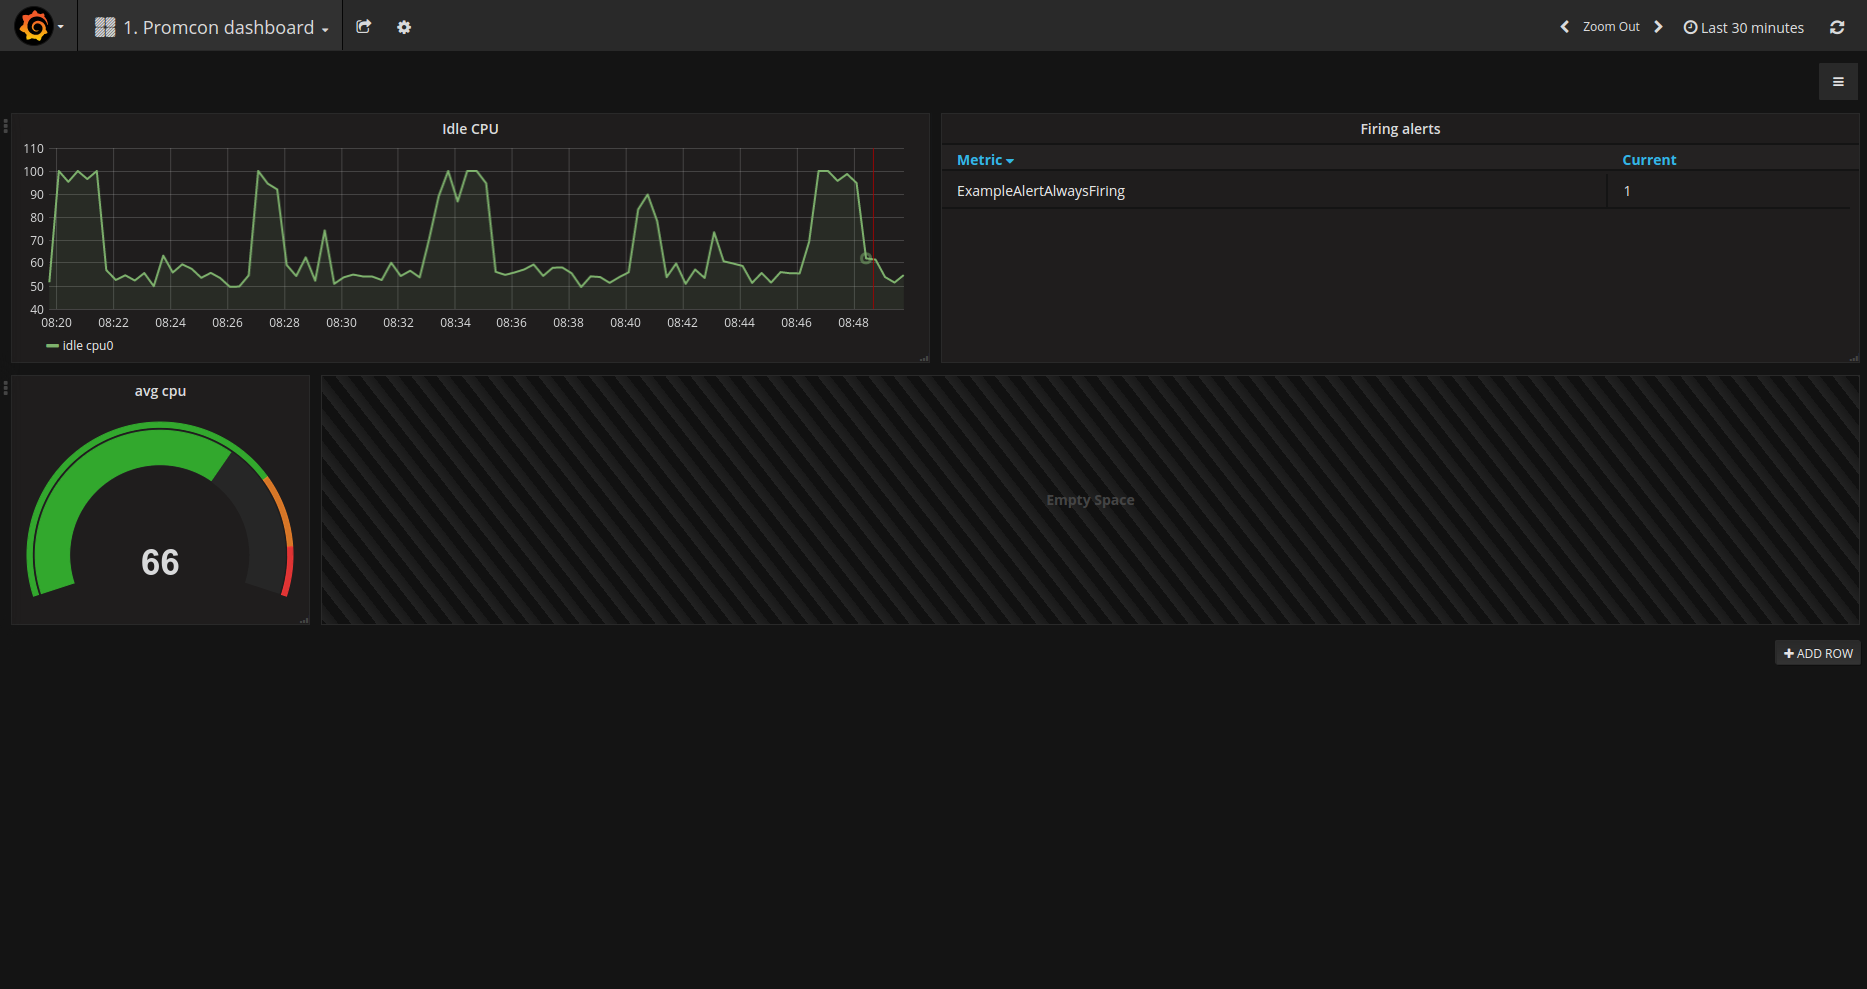 1. Promcon dashboard
Zoom Out
Last 30 minutes
Idle CPU
110
100
90
80
70
60
50
40
08:20 08:22 08:24 08:26 08:28 08:30 08:32 08:34 08:36 08:38 08:40 08:42 08:44 08:46 08:48
idle cpu0
Firing alerts
Metric Current
ExampleAlertAlwaysFiring 1
avg cpu
66
Empty Space
ADD ROW